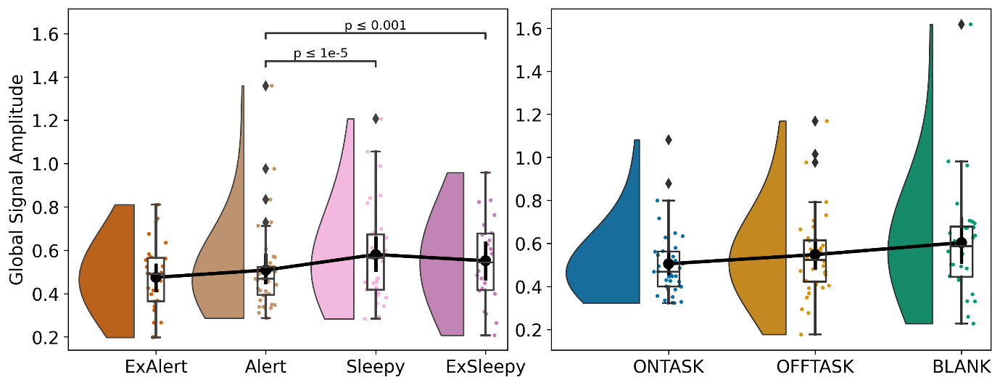 Global Signal Amplitude
1.6
1.4
1.2
1.0
0.8
0.6
0.4
0.2
p ≤ 0.001
p ≤ 1e-5
ExAlert
Alert
Sleepy
ExSleepy
1.6
1.4
1.2
1.0
0.8
0.6
0.4
0.2
ONTASK
OFFTASK
BLANK